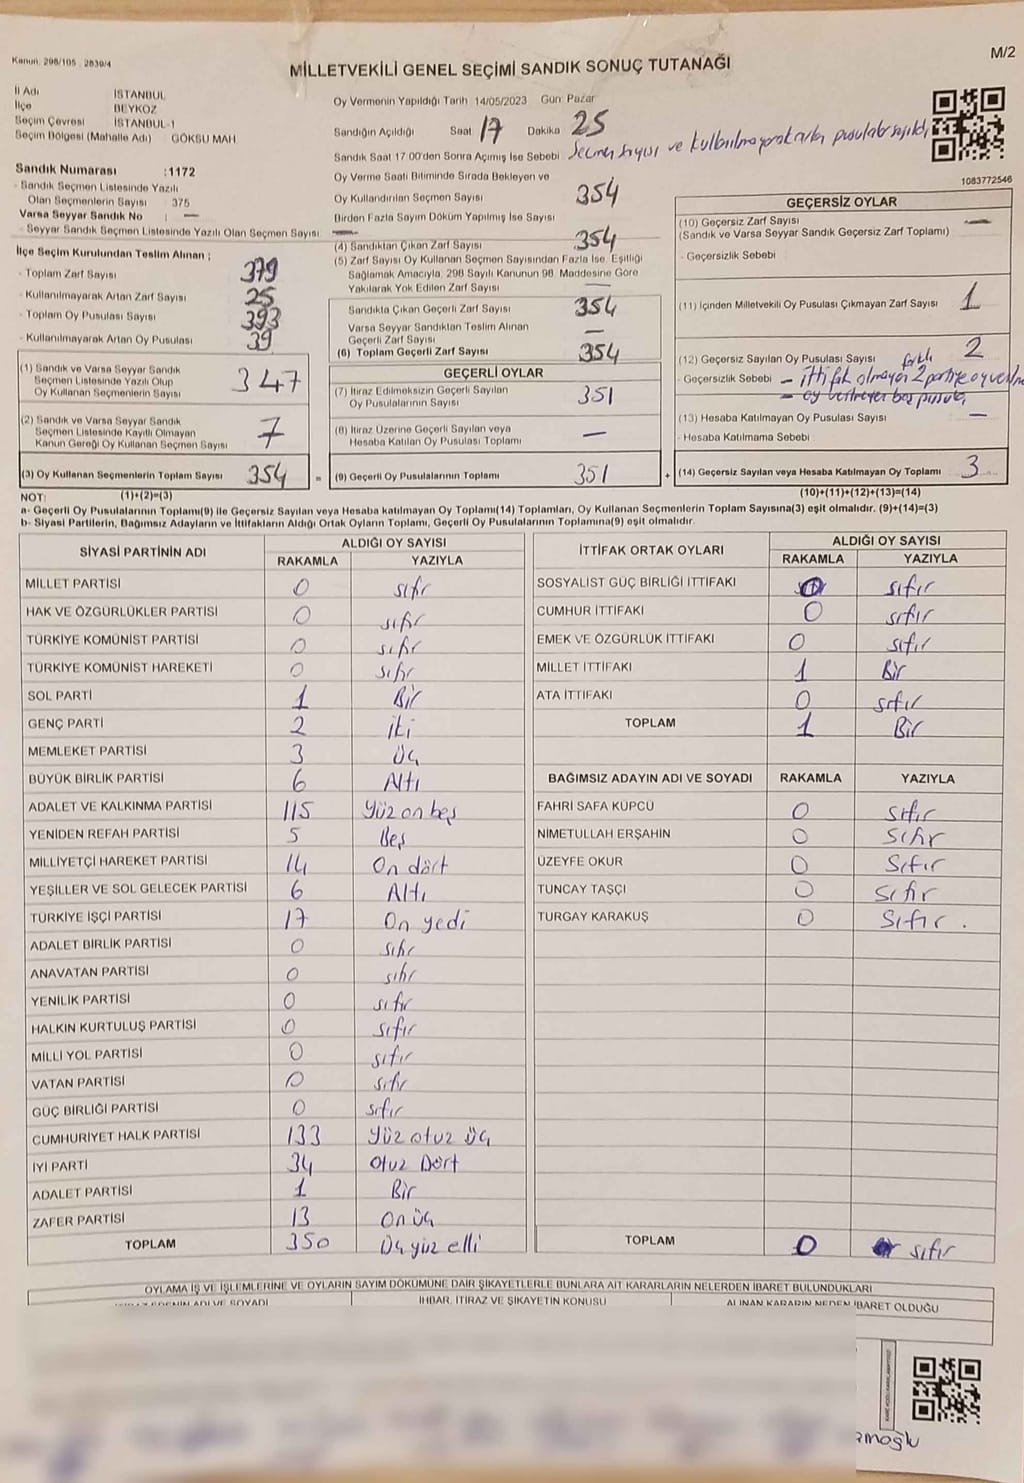 Kanun: 298/105 - 2839/4
M/2
MİLLETVEKİLİ GENEL SEÇİMİ SANDIK SONUÇ TUTANAĞI
İl Adı İSTANBUL
İlçe BEYKOZ
Seçim Çevresi İSTANBUL-1
Seçim Bölgesi (Mahalle Adı) GÖKSU MAH
Sandık Numarası :1172
- Sandık Seçmen Listesinde Yazılı
Olan Seçmenlerin Sayısı 375
Varsa Seyyar Sandık No : —
- Seyyar Sandık Seçmen Listesinde Yazılı Olan Seçmen Sayısı —
İlçe Seçim Kurulundan Teslim Alınan ;
- Toplam Zarf Sayısı 379
- Kullanılmayarak Artan Zarf Sayısı 25
- Toplam Oy Pusulası Sayısı 393
- Kullanılmayarak Artan Oy Pusulası 39
(1) Sandık ve Varsa Seyyar Sandık
Seçmen Listesinde Yazılı Olup
Oy Kullanan Seçmenlerin Sayısı 347
(2) Sandık ve Varsa Seyyar Sandık
Seçmen Listesinde Kayıtlı Olmayan
Kanun Gereği Oy Kullanan Seçmen Sayısı 7
(3) Oy Kullanan Seçmenlerin Toplam Sayısı 354 =
Oy Vermenin Yapıldığı Tarih 14/05/2023 Gün: Pazar
Sandığın Açıldığı Saat 17 Dakika 25
Sandık Saat 17.00'den Sonra Açılmış İse Sebebi Seçmen sayısı ve kullanılmayarak artan pusulalar sayıldı
Oy Verme Saati Bitiminde Sırada Bekleyen ve
Oy Kullandırılan Seçmen Sayısı 354
Birden Fazla Sayım Döküm Yapılmış İse Sayısı
(4) Sandıktan Çıkan Zarf Sayısı 354
(5) Zarf Sayısı Oy Kullanan Seçmen Sayısından Fazla İse, Eşitliği
Sağlamak Amacıyla, 298 Sayılı Kanunun 98. Maddesine Göre
Yakılarak Yok Edilen Zarf Sayısı —
Sandıkta Çıkan Geçerli Zarf Sayısı 354
Varsa Seyyar Sandıktan Teslim Alınan
Geçerli Zarf Sayısı —
(6) Toplam Geçerli Zarf Sayısı 354
GEÇERLİ OYLAR
(7) İtiraz Edilmeksizin Geçerli Sayılan
Oy Pusulalarının Sayısı 351
(8) İtiraz Üzerine Geçerli Sayılan veya
Hesaba Katılan Oy Pusulası Toplamı —
(9) Geçerli Oy Pusulalarının Toplamı 351 +
1083772546
GEÇERSİZ OYLAR
(10) Geçersiz Zarf Sayısı —
(Sandık ve Varsa Seyyar Sandık Geçersiz Zarf Toplamı)
- Geçersizlik Sebebi
(11) İçinden Milletvekili Oy Pusulası Çıkmayan Zarf Sayısı 1
(12) Geçersiz Sayılan Oy Pusulası Sayısı 2
farklı
- Geçersizlik Sebebi - ittifak olmayan 2 partiye oy verilme
- oy verilmeyen boş pusula
(13) Hesaba Katılmayan Oy Pusulası Sayısı —
- Hesaba Katılmama Sebebi
(14) Geçersiz Sayılan veya Hesaba Katılmayan Oy Toplamı 3
NOT: (1)+(2)=(3) (10)+(11)+(12)+(13)=(14)
a- Geçerli Oy Pusulalarının Toplamı(9) ile Geçersiz Sayılan veya Hesaba katılmayan Oy Toplamı(14) Toplamları, Oy Kullanan Seçmenlerin Toplam Sayısına(3) eşit olmalıdır. (9)+(14)=(3)
b- Siyasi Partilerin, Bağımsız Adayların ve İttifakların Aldığı Ortak Oyların Toplamı, Geçerli Oy Pusulalarının Toplamına(9) eşit olmalıdır.
SİYASİ PARTİNİN ADI ALDIĞI OY SAYISI
RAKAMLA YAZIYLA
MİLLET PARTİSİ 0 sıfır
HAK VE ÖZGÜRLÜKLER PARTİSİ 0 sıfır
TÜRKİYE KOMÜNİST PARTİSİ 0 sıfır
TÜRKİYE KOMÜNİST HAREKETİ 0 sıfır
SOL PARTİ 1 Bir
GENÇ PARTİ 2 iki
MEMLEKET PARTİSİ 3 üç
BÜYÜK BİRLİK PARTİSİ 6 Altı
ADALET VE KALKINMA PARTİSİ 115 Yüz on beş
YENİDEN REFAH PARTİSİ 5 Beş
MİLLİYETÇİ HAREKET PARTİSİ 14 On dört
YEŞİLLER VE SOL GELECEK PARTİSİ 6 Altı
TÜRKİYE İŞÇİ PARTİSİ 17 On yedi
ADALET BİRLİK PARTİSİ 0 sıfır
ANAVATAN PARTİSİ 0 sıfır
YENİLİK PARTİSİ 0 sıfır
HALKIN KURTULUŞ PARTİSİ 0 sıfır
MİLLİ YOL PARTİSİ 0 sıfır
VATAN PARTİSİ 0 sıfır
GÜÇ BİRLİĞİ PARTİSİ 0 sıfır
CUMHURİYET HALK PARTİSİ 133 Yüz otuz üç
İYİ PARTİ 34 Otuz Dört
ADALET PARTİSİ 1 Bir
ZAFER PARTİSİ 13 On üç
TOPLAM 350 Üç yüz elli
İTTİFAK ORTAK OYLARI ALDIĞI OY SAYISI
RAKAMLA YAZIYLA
SOSYALİST GÜÇ BİRLİĞİ İTTİFAKI 0 sıfır
CUMHUR İTTİFAKI 0 sıfır
EMEK VE ÖZGÜRLÜK İTTİFAKI 0 sıfır
MİLLET İTTİFAKI 1 Bir
ATA İTTİFAKI 0 sıfır
TOPLAM 1 Bir
BAĞIMSIZ ADAYIN ADI VE SOYADI RAKAMLA YAZIYLA
FAHRİ SAFA KÜPCÜ 0 sıfır
NİMETULLAH ERŞAHİN 0 sıfır
ÜZEYFE OKUR 0 Sıfır
TUNCAY TAŞÇI 0 Sıfır
TURGAY KARAKUŞ 0 Sıfır.
TOPLAM 0 sıfır
OYLAMA İŞ VE İŞLEMLERİNE VE OYLARIN SAYIM DÖKÜMÜNE DAİR ŞİKAYETLERLE BUNLARA AİT KARARLARIN NELERDEN İBARET BULUNDUKLARI
ADI VE SOYADI İHBAR, İTİRAZ VE ŞİKAYETİN KONUSU ALINAN KARARIN NEDEN İBARET OLDUĞU